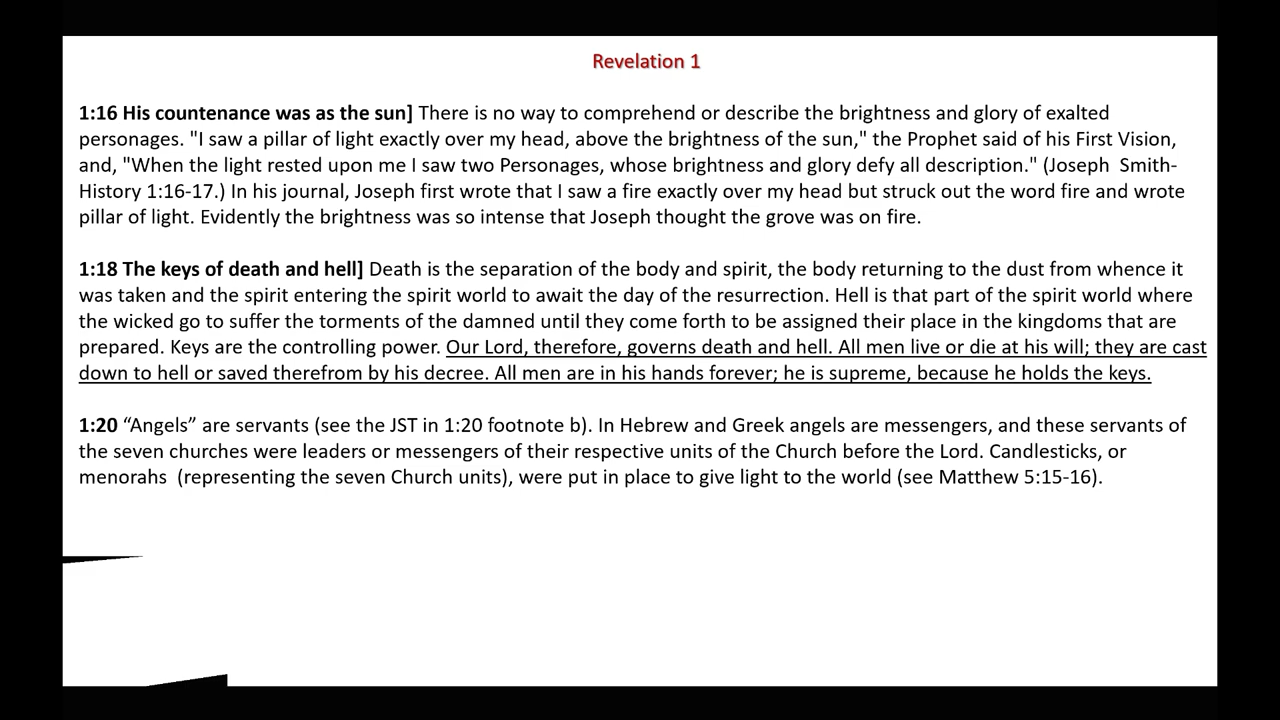 Revelation 1
1:16 His countenance was as the sun] There is no way to comprehend or describe the brightness and glory of exalted
personages. "I saw a pillar of light exactly over my head, above the brightness of the sun," the Prophet said of his First Vision,
and, "When the light rested upon me I saw two Personages, whose brightness and glory defy all description." (Joseph  Smith-
History 1:16-17.) In his journal, Joseph first wrote that I saw a fire exactly over my head but struck out the word fire and wrote
pillar of light. Evidently the brightness was so intense that Joseph thought the grove was on fire.
1:18 The keys of death and hell] Death is the separation of the body and spirit, the body returning to the dust from whence it
was taken and the spirit entering the spirit world to await the day of the resurrection. Hell is that part of the spirit world where
the wicked go to suffer the torments of the damned until they come forth to be assigned their place in the kingdoms that are
prepared. Keys are the controlling power. Our Lord, therefore, governs death and hell. All men live or die at his will; they are cast
down to hell or saved therefrom by his decree. All men are in his hands forever; he is supreme, because he holds the keys.
1:20 “Angels” are servants (see the JST in 1:20 footnote b). In Hebrew and Greek angels are messengers, and these servants of
the seven churches were leaders or messengers of their respective units of the Church before the Lord. Candlesticks, or
menorahs  (representing the seven Church units), were put in place to give light to the world (see Matthew 5:15-16).